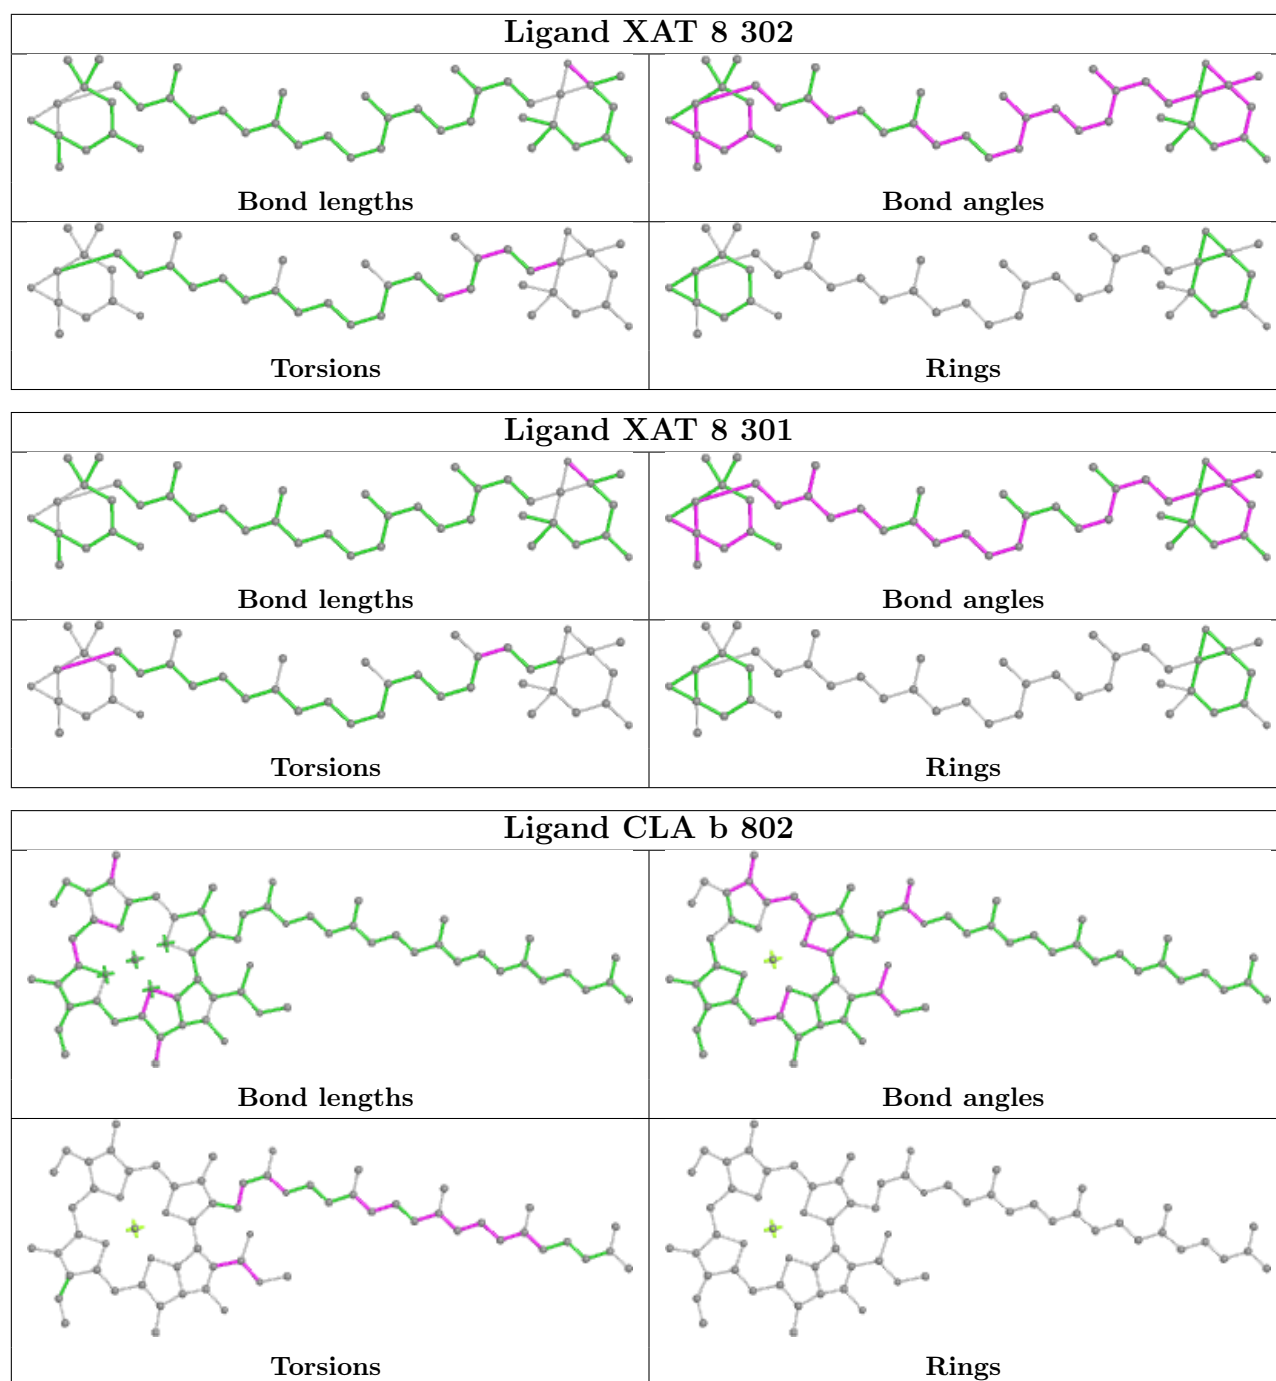 Ligand XAT 8 302
Bond lengths
Bond angles
Torsions
Rings
Ligand XAT 8 301
Bond lengths
Bond angles
Torsions
Rings
Ligand CLA b 802
Bond lengths
Bond angles
Torsions
Rings